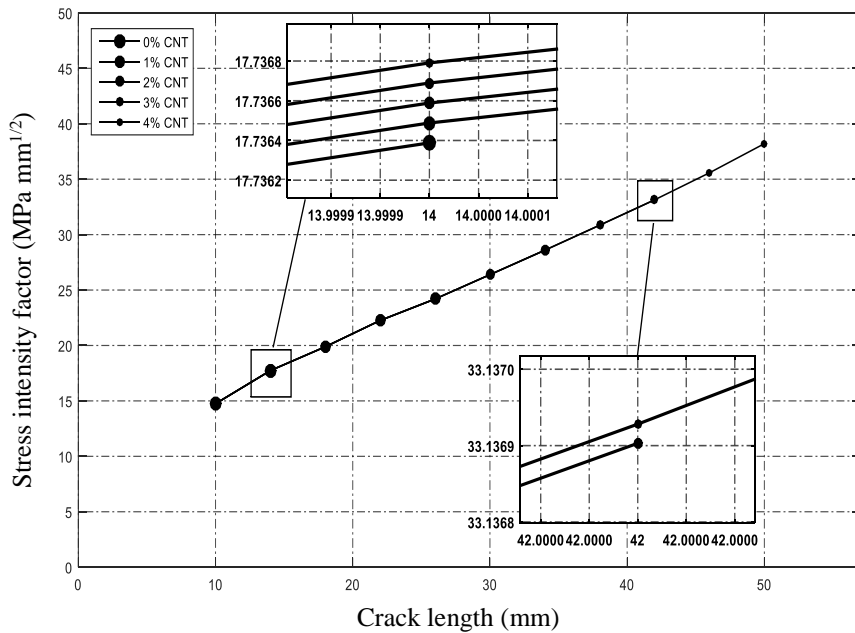 50
45
40
35
30
25
20
15
10
5
0
Stress intensity factor (MPa mm1/2)
0% CNT
1% CNT
2% CNT
3% CNT
4% CNT
17.7368
17.7366
17.7364
17.7362
13.9999 13.9999 14 14.0000 14.0001
33.1370
33.1369
33.1368
42.0000 42.0000 42 42.0000 42.0000
0 10 20 30 40 50
Crack length (mm)